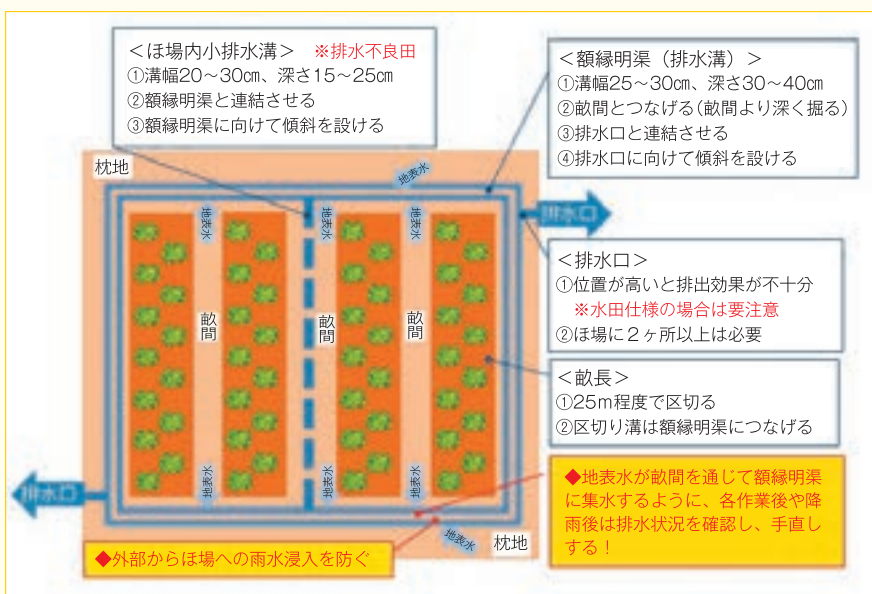 ＜ほ場内小排水溝＞　※排水不良田
①溝幅20～30㎝、深さ15～25㎝
②額縁明渠と連結させる
③額縁明渠に向けて傾斜を設ける
＜額縁明渠（排水溝）＞
①溝幅25～30㎝、深さ30～40㎝
②畝間とつなげる（畝間より深く掘る）
③排水口と連結させる
④排水口に向けて傾斜を設ける
枕地
地表水
地表水
地表水
地表水
排水口
＜排水口＞
①位置が高いと排出効果が不十分
※水田仕様の場合は要注意
②ほ場に２ヶ所以上は必要
畝間
畝間
畝間
＜畝長＞
①25ｍ程度で区切る
②区切り溝は額縁明渠につなげる
地表水
地表水
地表水
排水口
◆地表水が畝間を通じて額縁明渠
に集水するように、各作業後や降
雨後は排水状況を確認し、手直し
する！
地表水
枕地
◆外部からほ場への雨水浸入を防ぐ